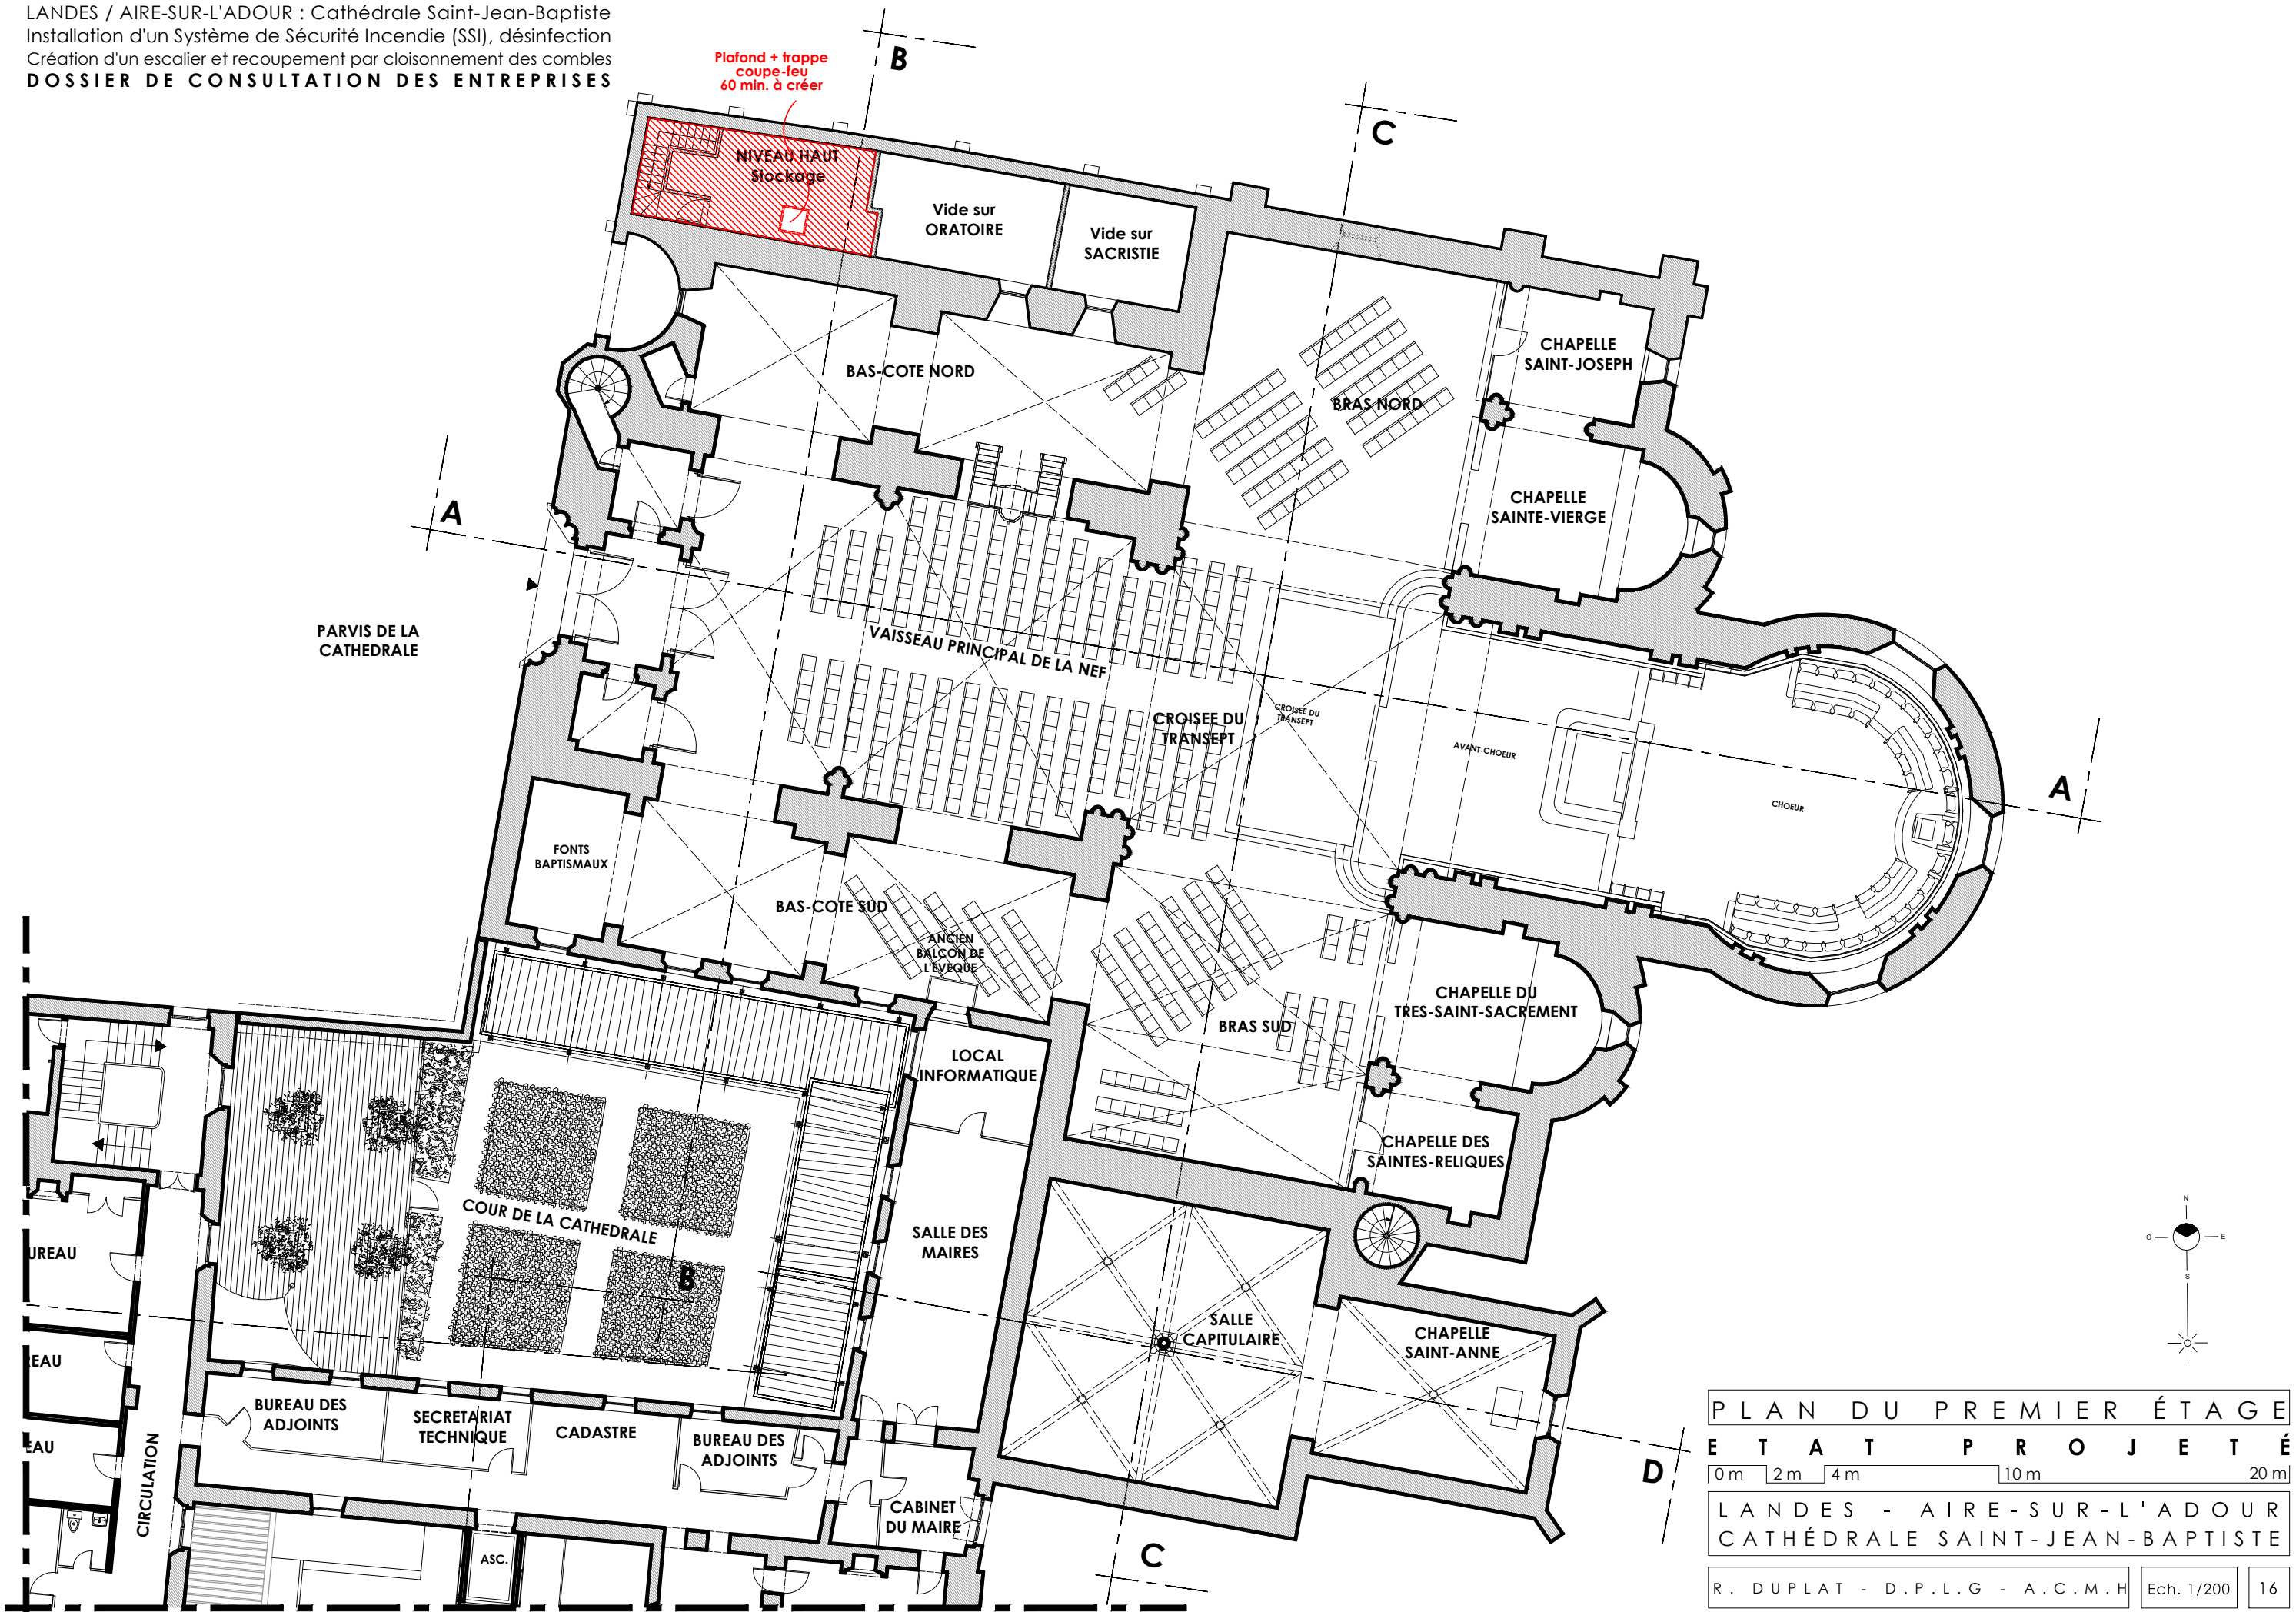 LANDES / AIRE-SUR-L'ADOUR : Cathédrale Saint-Jean-Baptiste
Installation d'un Système de Sécurité Incendie (SSI), désinfection
Création d'un escalier et recoupement par cloisonnement des combles
DOSSIER DE CONSULTATION DES ENTREPRISES
Plafond + trappe
coupe-feu
60 min. à créer
B
C
NIVEAU HAUT
Stockage
Vide sur
ORATOIRE
Vide sur
SACRISTIE
BAS-COTE NORD
BRAS NORD
CHAPELLE
SAINT-JOSEPH
CHAPELLE
SAINTE-VIERGE
A
PARVIS DE LA
CATHEDRALE
VAISSEAU PRINCIPAL DE LA NEF
CROISEE DU
TRANSEPT
CROISEE DU
TRANSEPT
AVANT-CHOEUR
CHOEUR
A
FONTS
BAPTISMAUX
BAS-COTE SUD
ANCIEN
BALCON DE
L'EVEQUE
BRAS SUD
CHAPELLE DU
TRES-SAINT-SACREMENT
LOCAL
INFORMATIQUE
CHAPELLE DES
SAINTES-RELIQUES
COUR DE LA CATHEDRALE
SALLE DES
MAIRES
B
UREAU
EAU
EAU
CIRCULATION
SALLE
CAPITULAIRE
CHAPELLE
SAINT-ANNE
BUREAU DES
ADJOINTS
SECRETARIAT
TECHNIQUE
CADASTRE
BUREAU DES
ADJOINTS
CABINET
DU MAIRE
ASC.
C
D
N
O
E
S
PLAN DU PREMIER ÉTAGE
ETAT PROJETÉ
0 m 2 m 4 m 10 m 20 m
LANDES - AIRE-SUR-L'ADOUR
CATHÉDRALE SAINT-JEAN-BAPTISTE
R. DUPLAT - D.P.L.G - A.C.M.H
Ech. 1/200
16